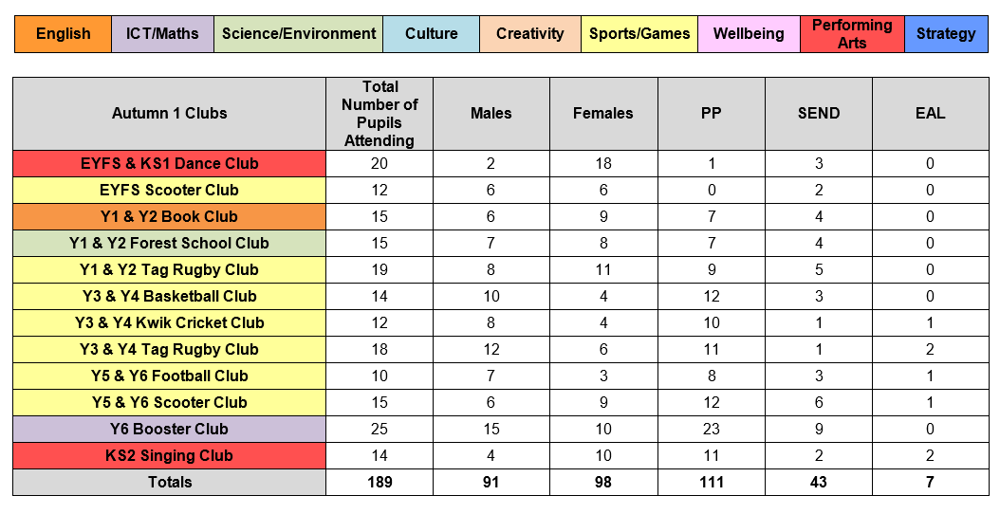 English ICT/Maths Science/Environment Culture Creativity Sports/Games Wellbeing Performing Arts Strategy
Autumn 1 Clubs Total Number of Pupils Attending Males Females PP SEND EAL
EYFS & KS1 Dance Club 20 2 18 1 3 0
EYFS Scooter Club 12 6 6 0 2 0
Y1 & Y2 Book Club 15 6 9 7 4 0
Y1 & Y2 Forest School Club 15 7 8 7 4 0
Y1 & Y2 Tag Rugby Club 19 8 11 9 5 0
Y3 & Y4 Basketball Club 14 10 4 12 3 0
Y3 & Y4 Kwik Cricket Club 12 8 4 10 1 1
Y3 & Y4 Tag Rugby Club 18 12 6 11 1 2
Y5 & Y6 Football Club 10 7 3 8 3 1
Y5 & Y6 Scooter Club 15 6 9 12 6 1
Y6 Booster Club 25 15 10 23 9 0
KS2 Singing Club 14 4 10 11 2 2
Totals 189 91 98 111 43 7